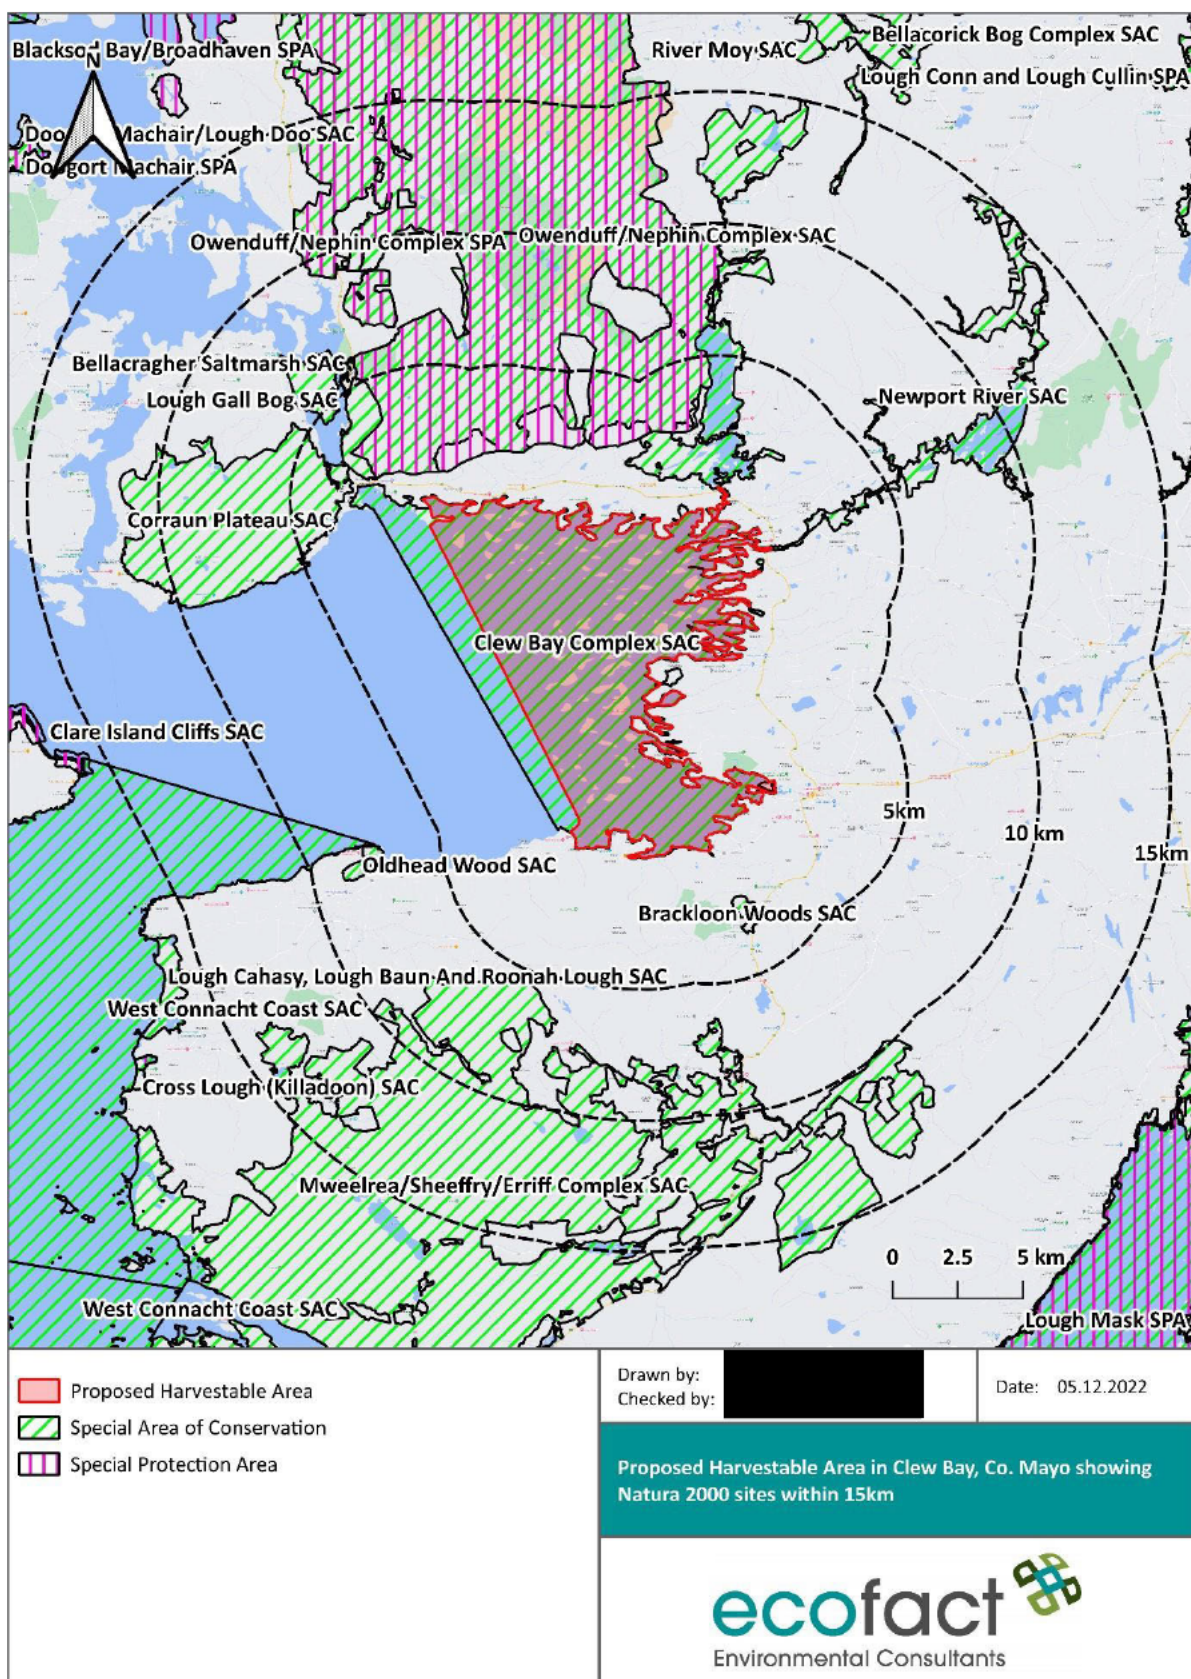 Blacksod Bay/Broadhaven SPA
River Moy SAC
Bellacorick Bog Complex SAC
N
Lough Conn and Lough Cullin SPA
Machair/Lough Doo SAC
Doogort Machair SPA
Owenduff/Nephin Complex SPA
Owenduff/Nephin Complex SAC
Bellacragher Saltmarsh SAC
Lough Gall Bog SAC
Newport River SAC
Corraun Plateau SAC
Clew Bay Complex SAC
Clare Island Cliffs SAC
5km
10 km
15km
Oldhead Wood SAC
Brackloon Woods SAC
Lough Cahasy, Lough Baun And Roonah Lough SAC
West Connacht Coast SAC
Cross Lough (Killadoon) SAC
Mweelrea/Sheeffry/Erriff Complex SAC
0 2.5 5 km
West Connacht Coast SAC
Lough Mask SPA
Proposed Harvestable Area
Special Area of Conservation
Special Protection Area
Drawn by:
Checked by:
Date: 05.12.2022
Proposed Harvestable Area in Clew Bay, Co. Mayo showing
Natura 2000 sites within 15km
ecofact
Environmental Consultants